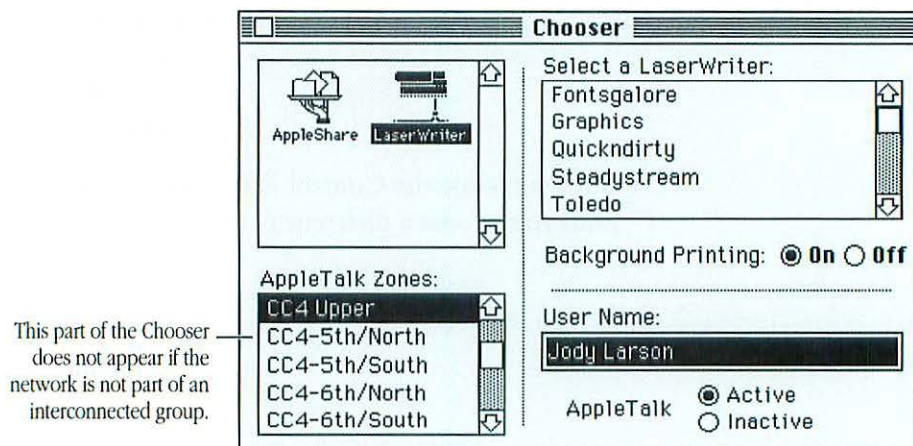 Chooser
AppleShare
LaserWriter
Select a LaserWriter:
Fontsgalore
Graphics
Quickndirty
Steadystream
Toledo
Background Printing: On Off
AppleTalk Zones:
CC4 Upper
CC4-5th/North
CC4-5th/South
CC4-6th/North
CC4-6th/South
User Name:
Jody Larson
AppleTalk
Active
Inactive
This part of the Chooser
does not appear if the
network is not part of an
interconnected group.